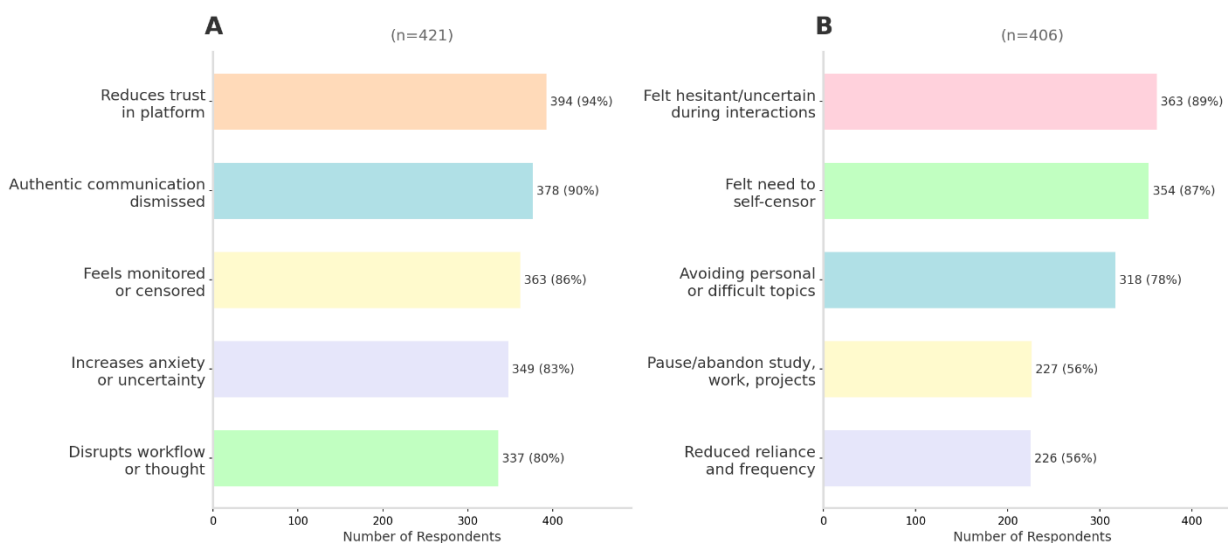 A
(n=421)
Reduces trust
in platform
394 (94%)
Authentic communication
dismissed
378 (90%)
Feels monitored
or censored
363 (86%)
Increases anxiety
or uncertainty
349 (83%)
Disrupts workflow
or thought
337 (80%)
0 100 200 300 400
Number of Respondents
B
(n=406)
Felt hesitant/uncertain
during interactions
363 (89%)
Felt need to
self-censor
354 (87%)
Avoiding personal
or difficult topics
318 (78%)
Pause/abandon study,
work, projects
227 (56%)
Reduced reliance
and frequency
226 (56%)
0 100 200 300 400
Number of Respondents